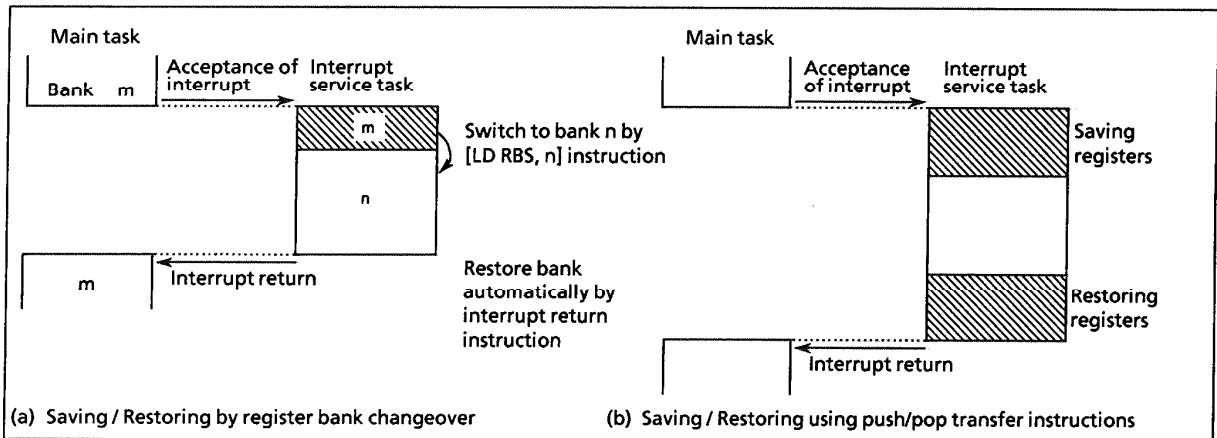 Main task
Bank m
Acceptance of
interrupt
Interrupt
service task
m
Switch to bank n by
[LD RBS, n] instruction
n
Interrupt return
m
Restore bank
automatically by
interrupt return
instruction
(a) Saving / Restoring by register bank changeover
Main task
Acceptance
of interrupt
Interrupt
service task
Saving
registers
Restoring
registers
Interrupt return
(b) Saving / Restoring using push/pop transfer instructions